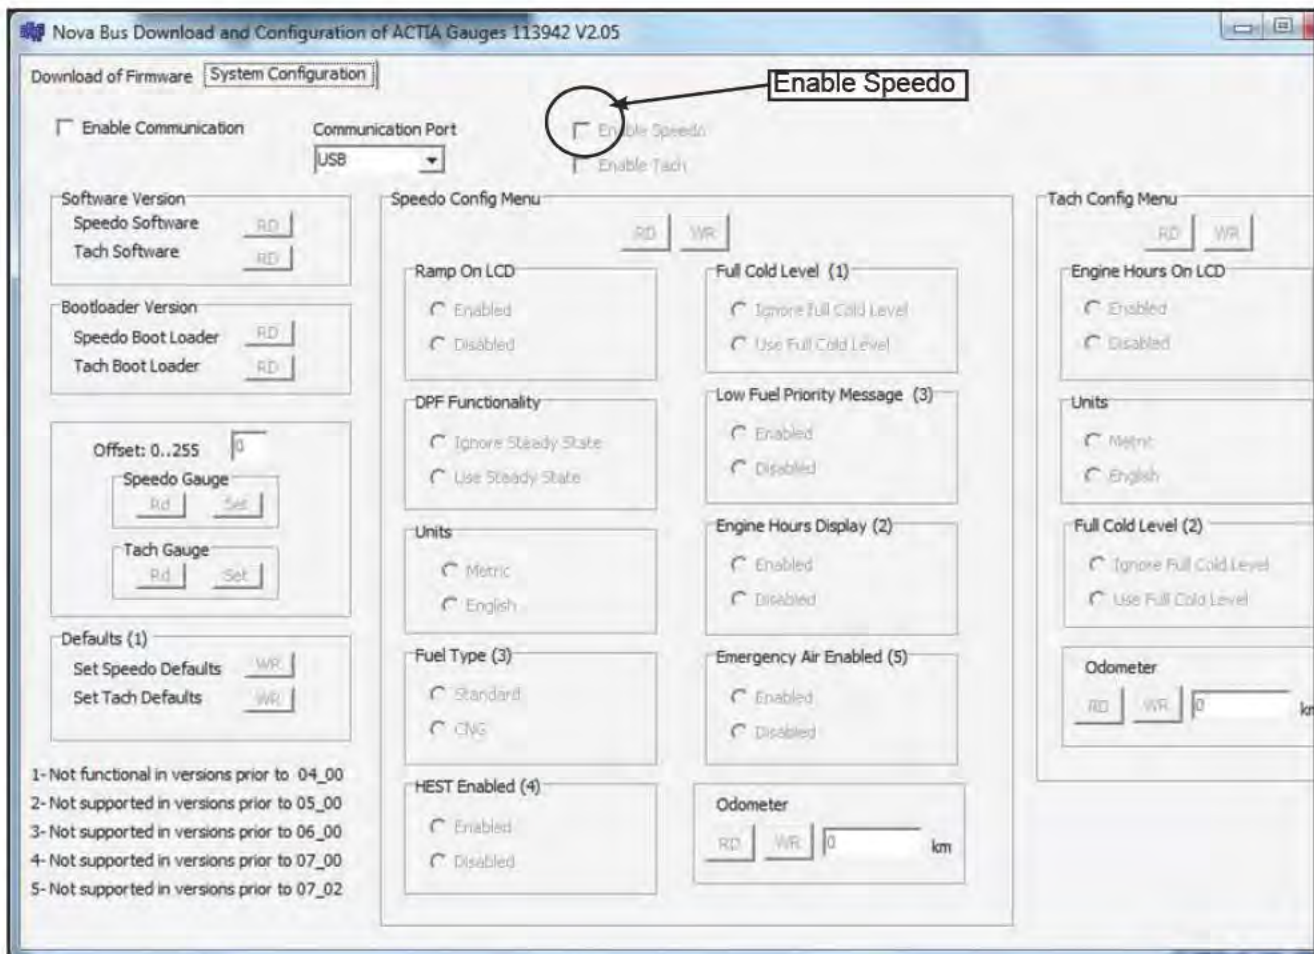 Nova Bus Download and Configuration of ACTIA Gauges 113942 V2.05
Download of Firmware System Configuration
Enable Speedo
Enable Communication
Communication Port
USB
Enable Speedo
Enable Tach
Software Version
Speedo Software RD
Tach Software RD
Bootloader Version
Speedo Boot Loader RD
Tach Boot Loader RD
Offset: 0..255 0
Speedo Gauge
Rd Set
Tach Gauge
Rd Set
Defaults (1)
Set Speedo Defaults WR
Set Tach Defaults WR
1- Not functional in versions prior to 04_00
2- Not supported in versions prior to 05_00
3- Not supported in versions prior to 06_00
4- Not supported in versions prior to 07_00
5- Not supported in versions prior to 07_02
Speedo Config Menu
RD WR
Ramp On LCD
Enabled
Disabled
DPF Functionality
Ignore Steady State
Use Steady State
Units
Metric
English
Fuel Type (3)
Standard
CNG
HEST Enabled (4)
Enabled
Disabled
Full Cold Level (1)
Ignore Full Cold Level
Use Full Cold Level
Low Fuel Priority Message (3)
Enabled
Disabled
Engine Hours Display (2)
Enabled
Disabled
Emergency Air Enabled (5)
Enabled
Disabled
Odometer
RD WR 0 km
Tach Config Menu
RD WR
Engine Hours On LCD
Enabled
Disabled
Units
Metric
English
Full Cold Level (2)
Ignore Full Cold Level
Use Full Cold Level
Odometer
RD WR 0 km